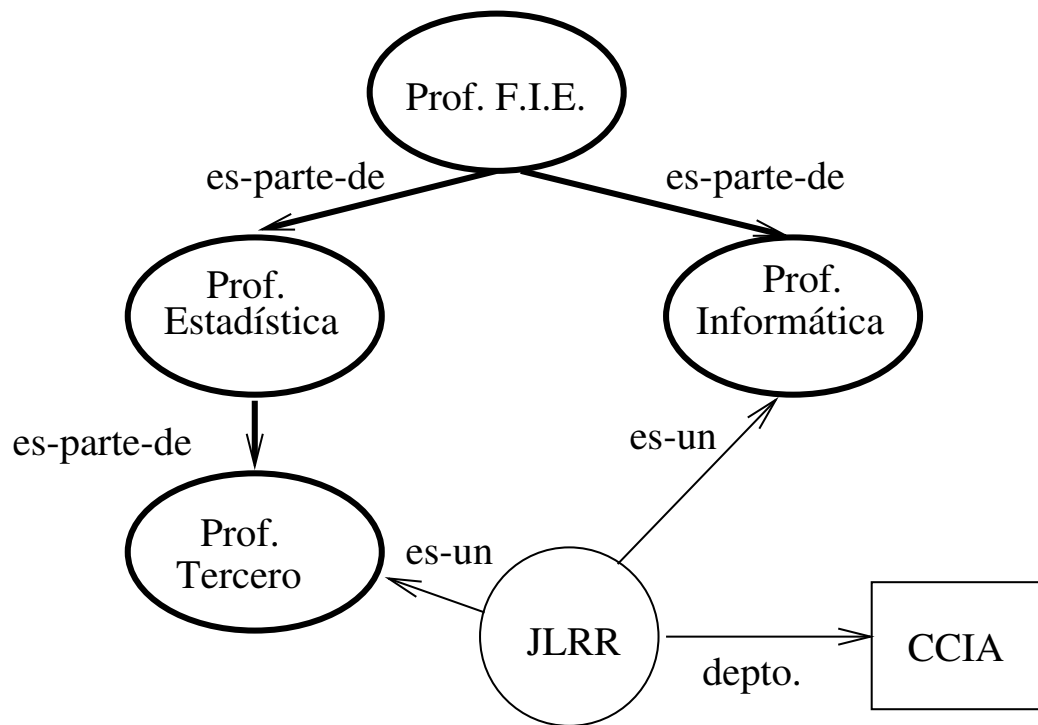 Prof. F.I.E.
es-parte-de
es-parte-de
Prof.
Estadística
Prof.
Informática
es-parte-de
es-un
Prof.
Tercero
es-un
JLRR
CCIA
depto.